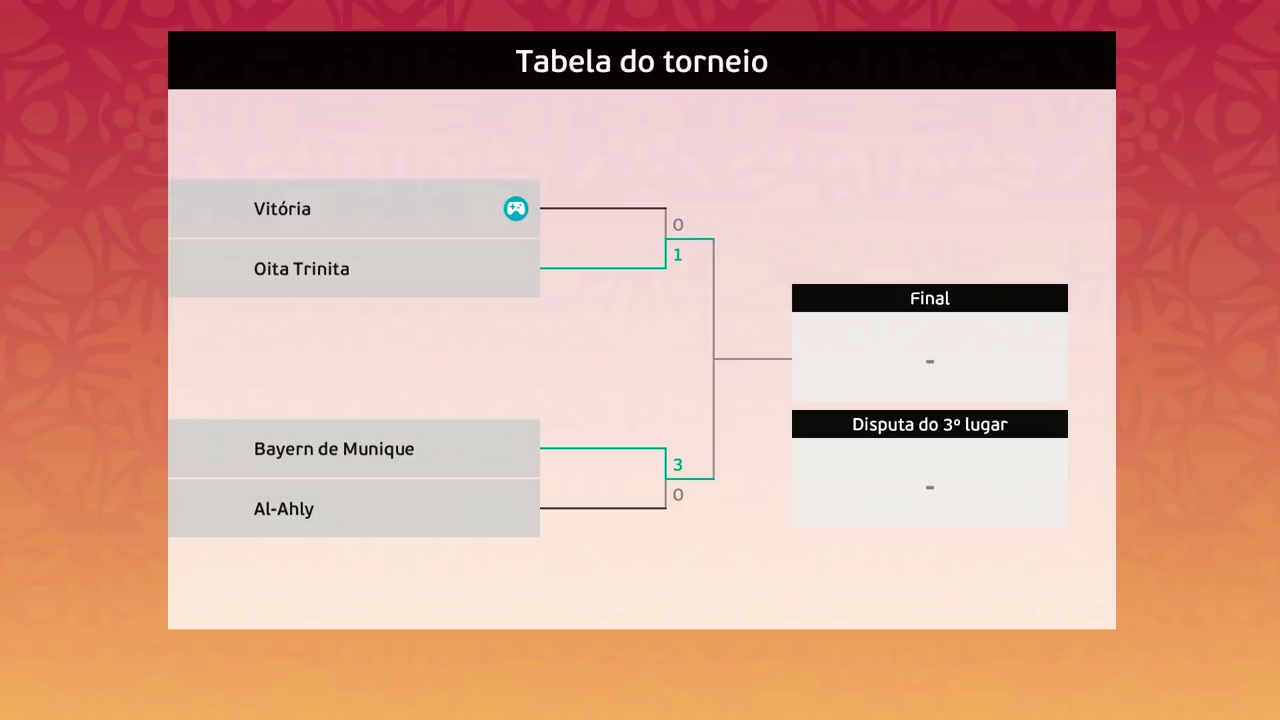 Tabela do torneio
Vitória
0
Oita Trinita
1
Final
-
Disputa do 3º lugar
-
Bayern de Munique
3
Al-Ahly
0